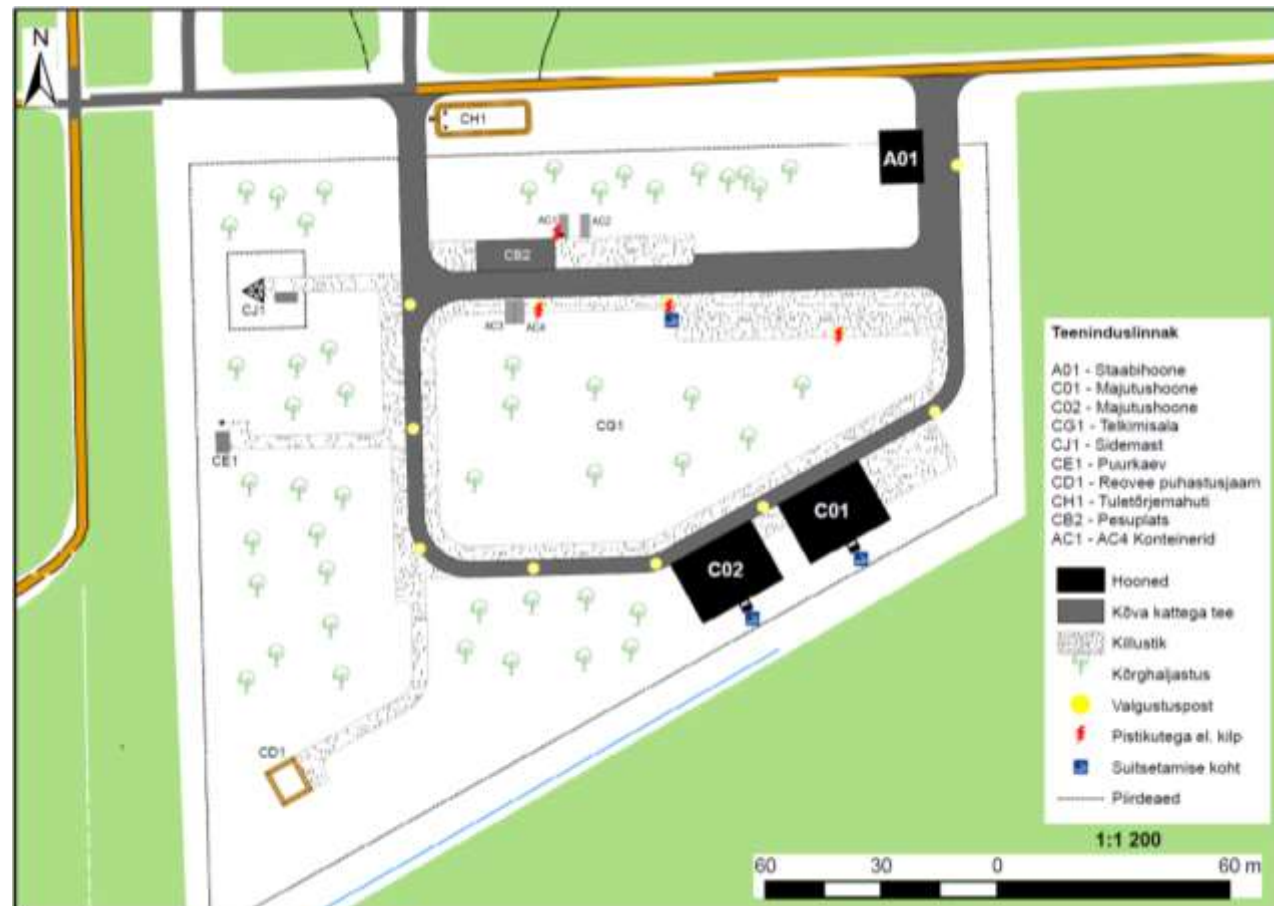 N
CH1
A01
AC1
AC2
CB2
CJ1
AC3
AC4
CG1
CE1
C01
C02
CD1
Teeninduslinnak
A01 - Staabihoone
C01 - Majutushoone
C02 - Majutushoone
CG1 - Telkimisala
CJ1 - Sidemast
CE1 - Puurkaev
CD1 - Reovee puhastusjaam
CH1 - Tuletõrjemahuti
CB2 - Pesuplats
AC1 - AC4 Konteinerid
Hooned
Kõva kattega tee
Killustik
Kõrghaljastus
Valgustuspost
Pistikutega el. kilp
Suitsetamise koht
Piirdeaed
1:1 200
60 30 0 60 m